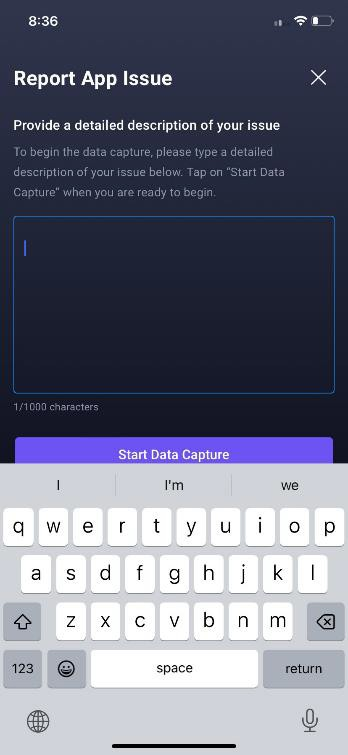 8:36
Report App Issue
Provide a detailed description of your issue
To begin the data capture, please type a detailed
description of your issue below. Tap on “Start Data
Capture” when you are ready to begin.
1/1000 characters
Start Data Capture
I I'm we
q w e r t y u i o p
a s d f g h j k l
z x c v b n m
123 space return